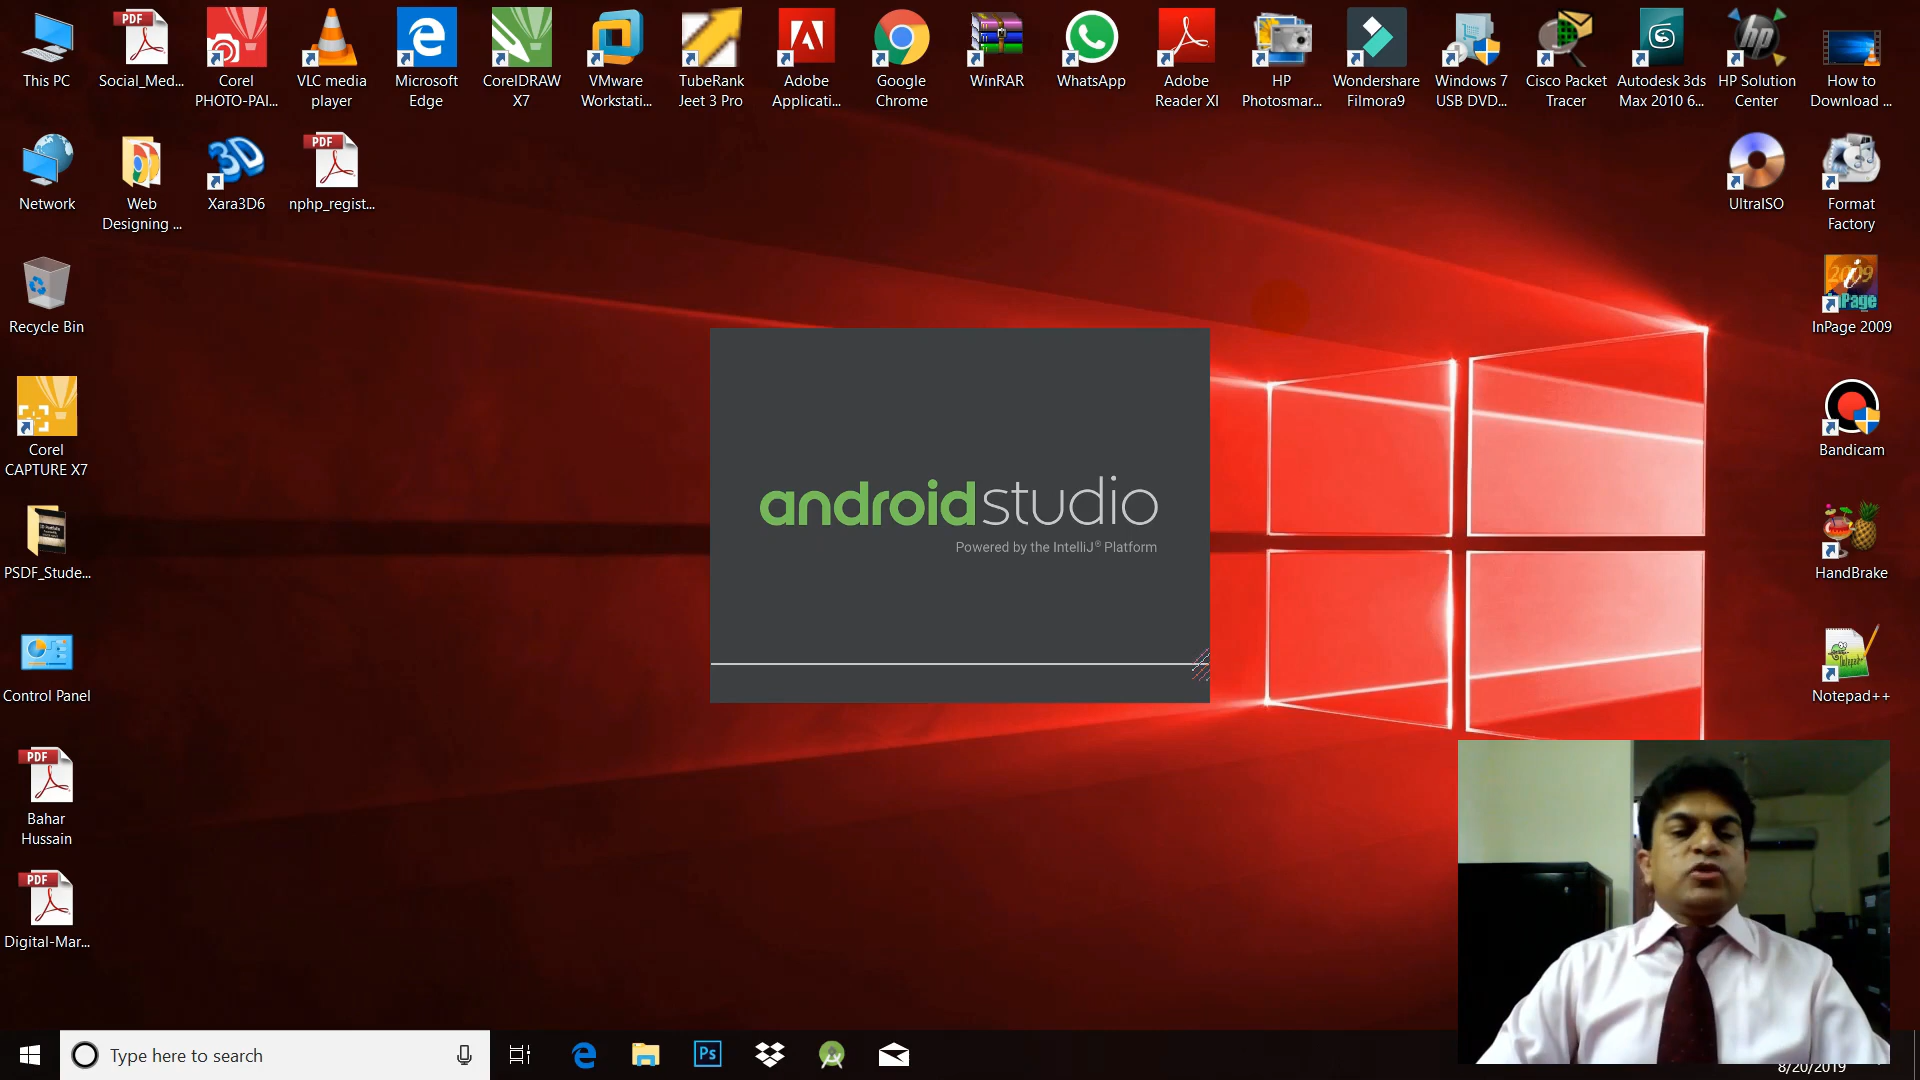 This PC
Social_Med...
Corel
PHOTO-PAI...
VLC media
player
Microsoft
Edge
CorelDRAW
X7
VMware
Workstati...
TubeRank
Jeet 3 Pro
Adobe
Applicati...
Google
Chrome
WinRAR
WhatsApp
Adobe
Reader XI
HP
Photosmar...
Wondershare
Filmora9
Windows 7
USB DVD...
Cisco Packet
Tracer
Autodesk 3ds
Max 2010 6...
HP Solution
Center
How to
Download ...
Network
Web
Designing ...
Xara3D6
nphp_regist...
UltraISO
Format
Factory
Recycle Bin
InPage 2009
Corel
CAPTURE X7
Bandicam
androidstudio
Powered by the IntelliJ® Platform
PSDF_Stude...
HandBrake
Control Panel
Notepad++
Bahar
Hussain
Digital-Mar...
Type here to search
8/20/2019